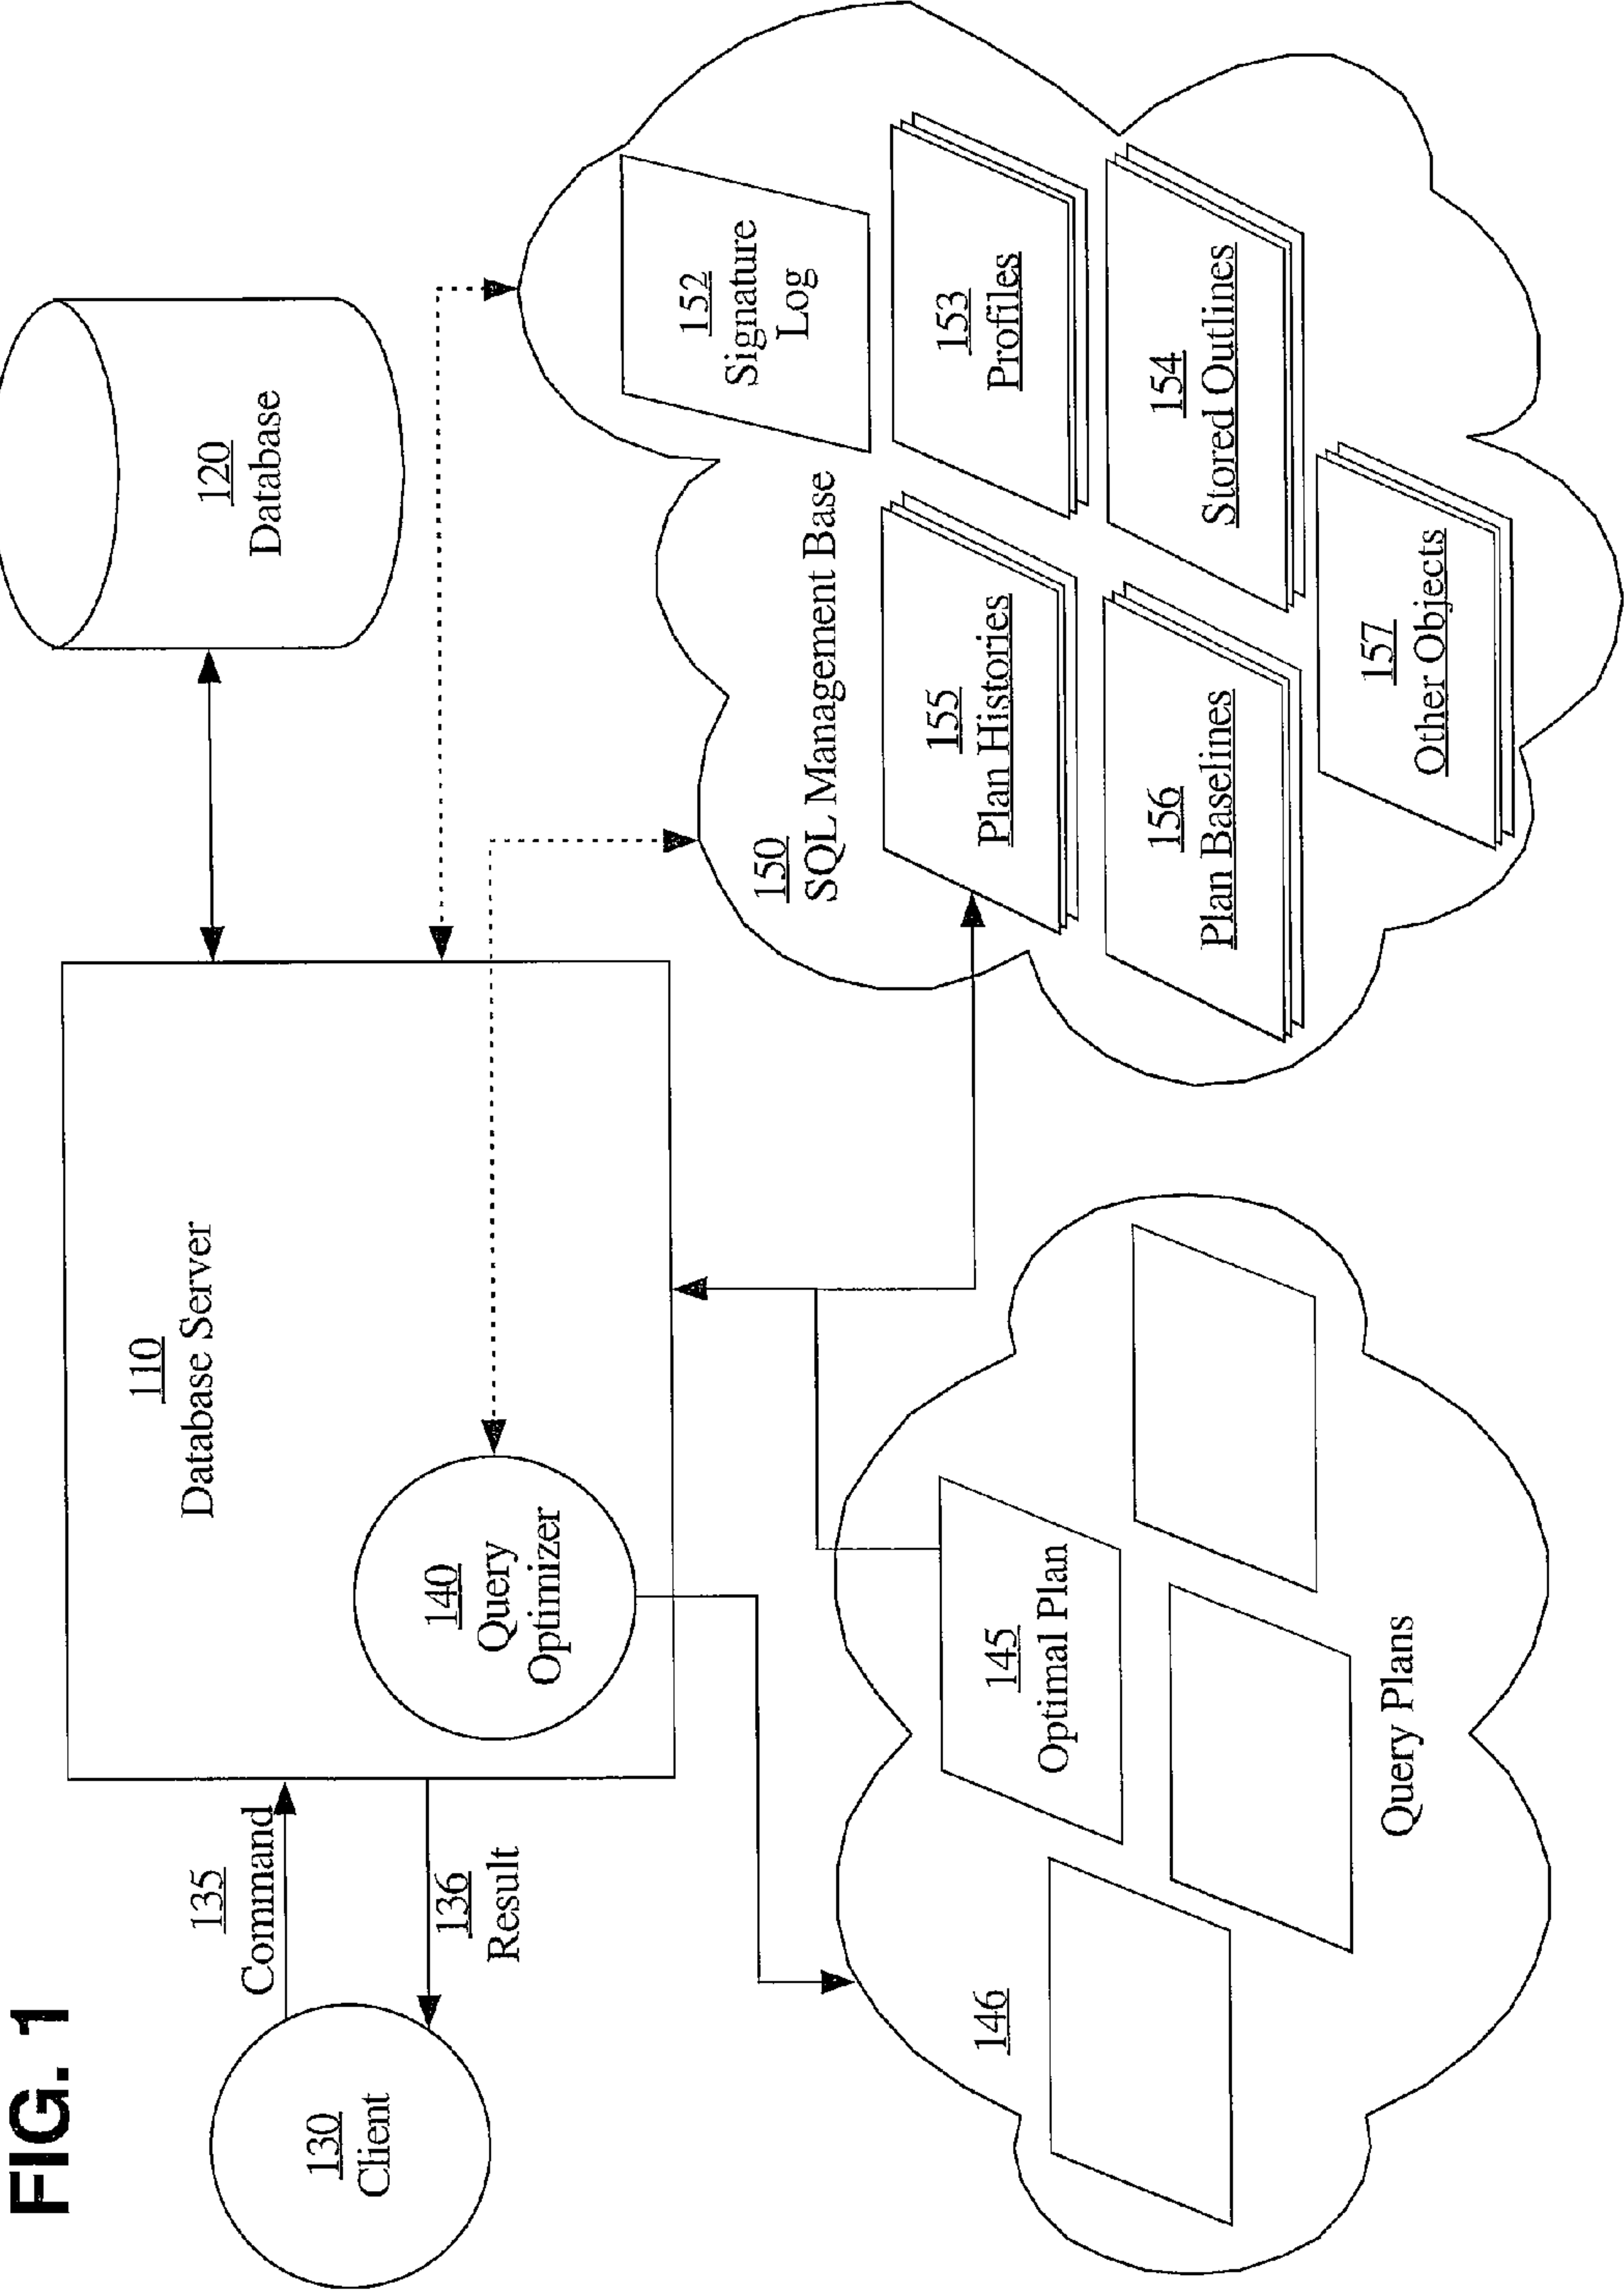 FIG. 1
130
Client
135
Command
136
Result
110
Database Server
140
Query
Optimizer
120
Database
146
145
Optimal Plan
Query Plans
150
SQL Management Base
152
Signature
Log
155
Plan Histories
153
Profiles
156
Plan Baselines
154
Stored Outlines
157
Other Objects